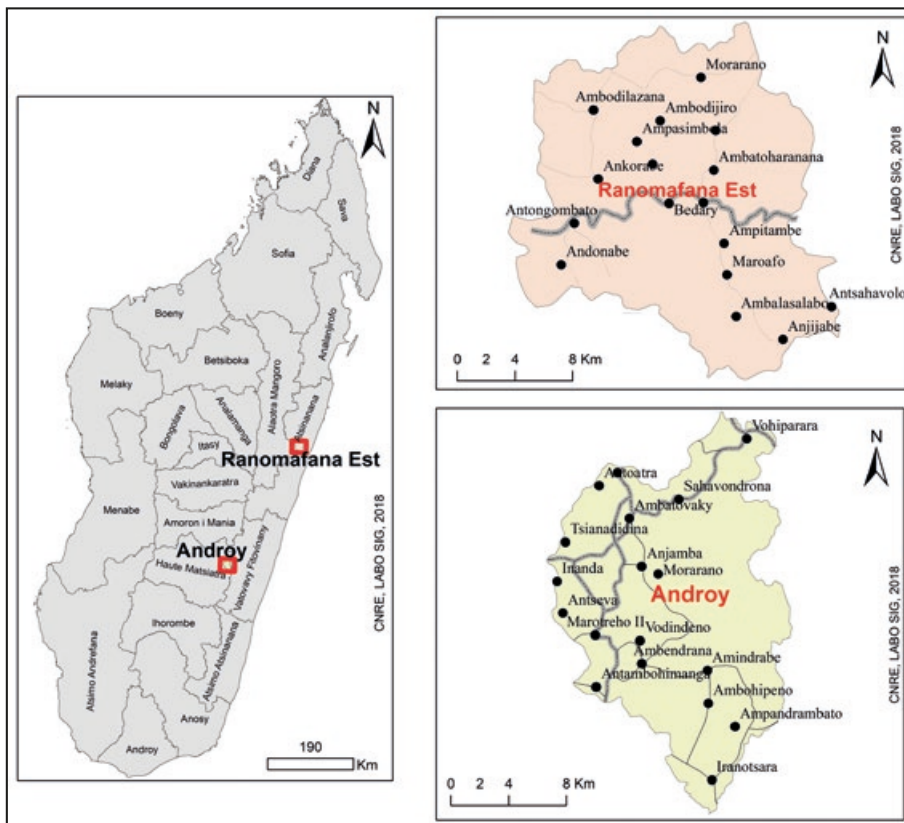 N
Diana
Sava
Sofia
Analanjirofo
Boeny
Betsiboka
Alaotra Mangoro
Melaky
Bongolava
Analamanga
Atsinanana
Itasy
Ranomafana Est
Vakinankaratra
Menabe
Amoron i Mania
Androy
Haute Matsiatra
Vatovavy Fitovinany
Ihorombe
Atsimo Andrefana
Atsimo Atsinanana
Anosy
Androy
190
Km
CNRE, LABO SIG, 2018
N
Morarano
Ambodilazana
Ambodijiro
Ampasimbola
Ambatoharanana
Ankorabe
Ranomafana Est
Antongombato
Bedary
Ampitambe
Andonabe
Maroafo
Antsahavolo
Ambalasalabo
Anjijabe
0 2 4 8 Km
CNRE, LABO SIG, 2018
N
Vohiparara
Sahavondrona
Ambatovaky
Tsianadidina
Anjamba
Morarano
Inanda
Androy
Antseva
Marotreho II
Vodindeno
Ambendrana
Amindrabe
Antambohimanga
Ambohipeno
Ampandrambato
Iranotsara
0 2 4 8 Km
CNRE, LABO SIG, 2018